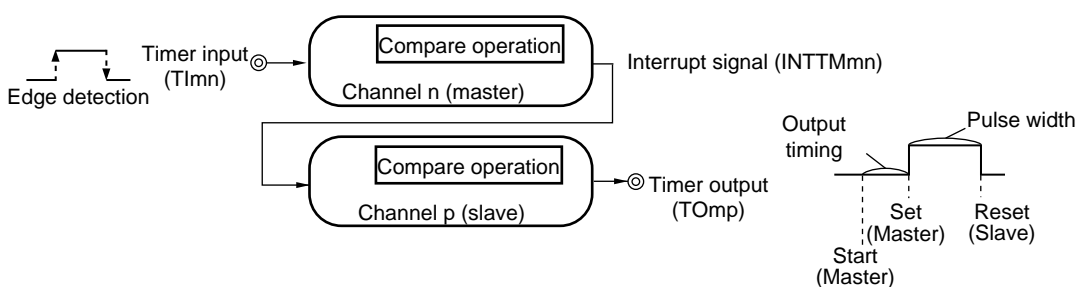 Compare operation
Timer input
(TImn)
Edge detection
Channel n (master)
Interrupt signal (INTTMmn)
Compare operation
Channel p (slave)
Timer output
(TOmp)
Output
timing
Pulse width
Set
(Master)
Reset
(Slave)
Start
(Master)